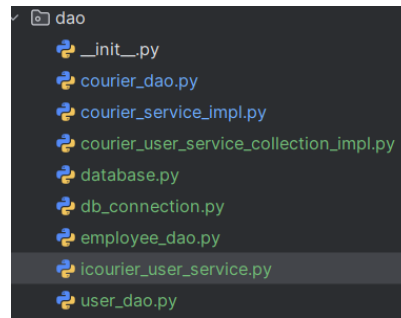 dao
__init__.py
courier_dao.py
courier_service_impl.py
courier_user_service_collection_impl.py
database.py
db_connection.py
employee_dao.py
icourier_user_service.py
user_dao.py